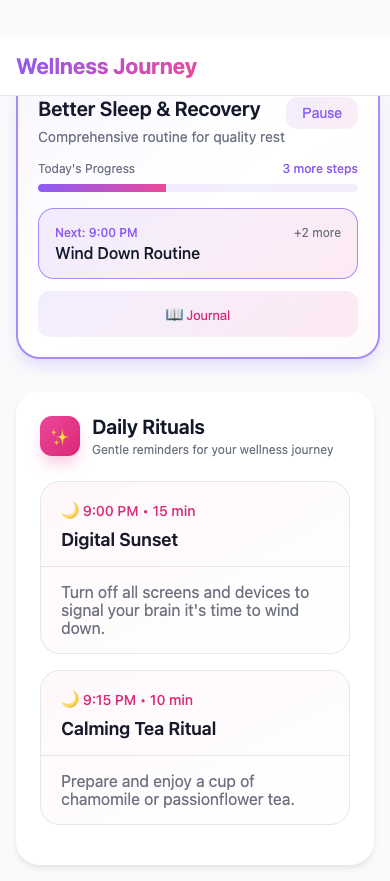 Wellness Journey
Better Sleep & Recovery
Pause
Comprehensive routine for quality rest
Today's Progress
3 more steps
Next: 9:00 PM
+2 more
Wind Down Routine
📖 Journal
✨
Daily Rituals
Gentle reminders for your wellness journey
🌙 9:00 PM • 15 min
Digital Sunset
Turn off all screens and devices to
signal your brain it's time to wind
down.
🌙 9:15 PM • 10 min
Calming Tea Ritual
Prepare and enjoy a cup of
chamomile or passionflower tea.